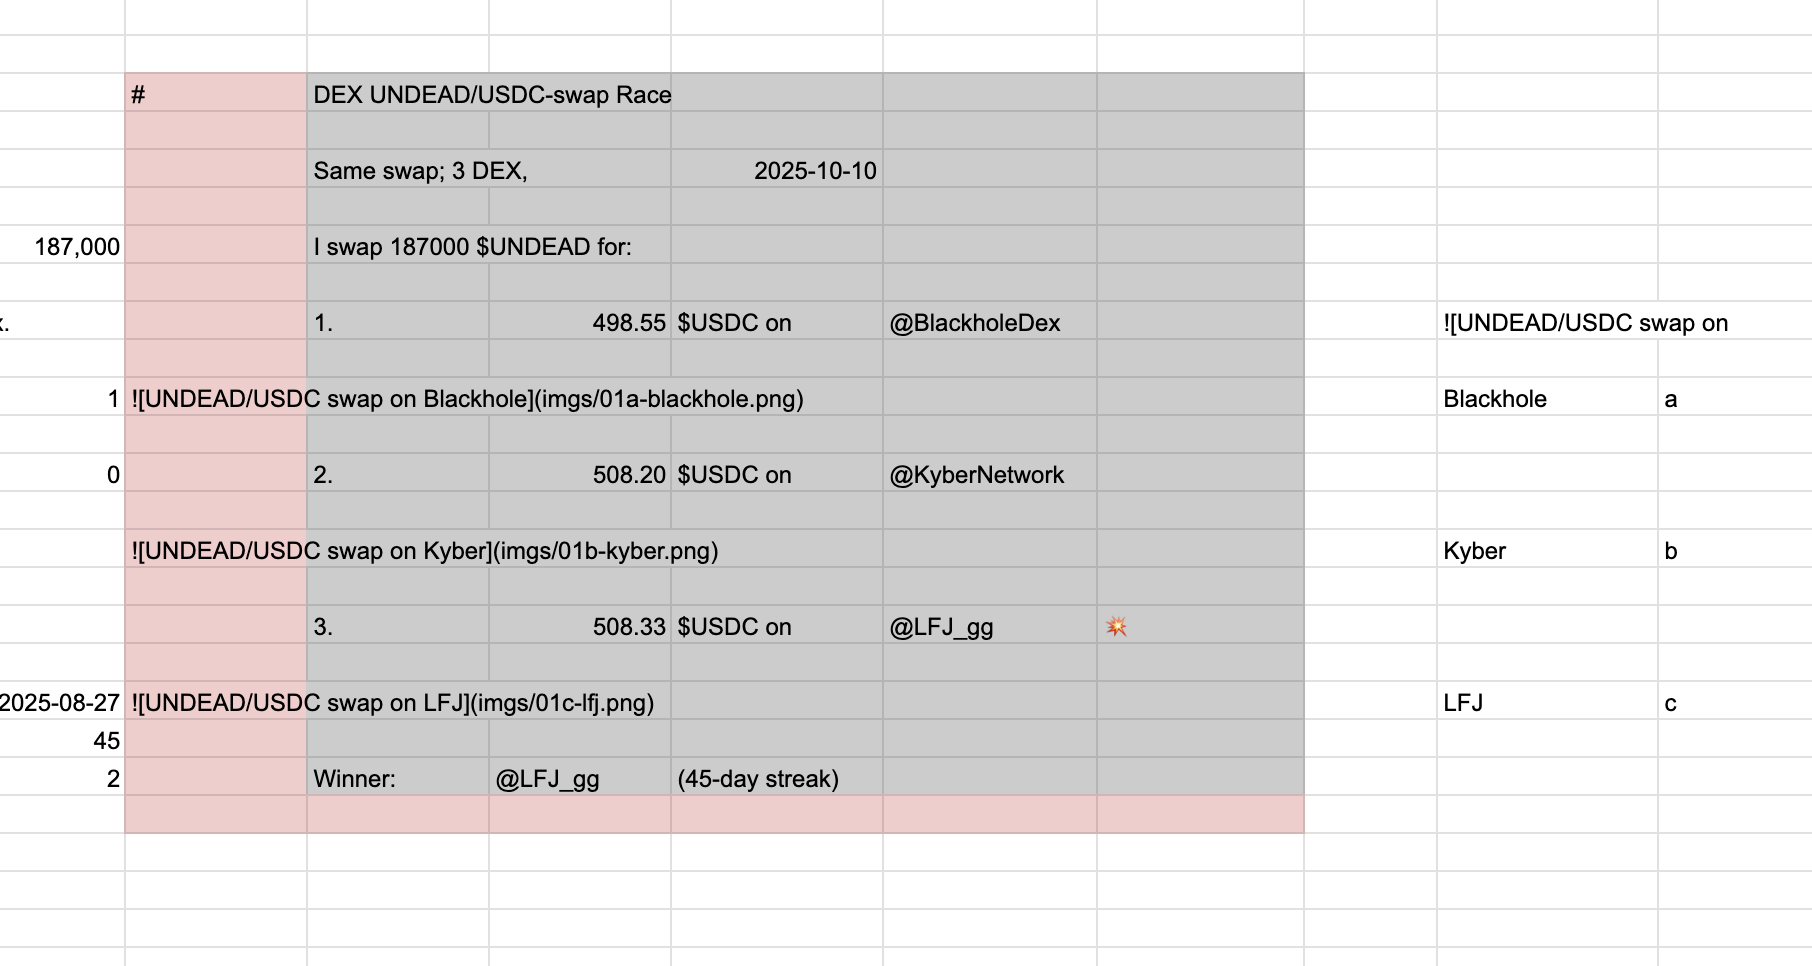 # DEX UNDEAD/USDC-swap Race
Same swap; 3 DEX, 2025-10-10
187,000 I swap 187000 $UNDEAD for:
x. 1. 498.55 $USDC on @BlackholeDex ![UNDEAD/USDC swap on
1 ![UNDEAD/USDC swap on Blackhole](imgs/01a-blackhole.png) Blackhole a
0 2. 508.20 $USDC on @KyberNetwork
![UNDEAD/USDC swap on Kyber](imgs/01b-kyber.png) Kyber b
3. 508.33 $USDC on @LFJ_gg 💥
2025-08-27 ![UNDEAD/USDC swap on LFJ](imgs/01c-lfj.png) LFJ c
45
2 Winner: @LFJ_gg (45-day streak)